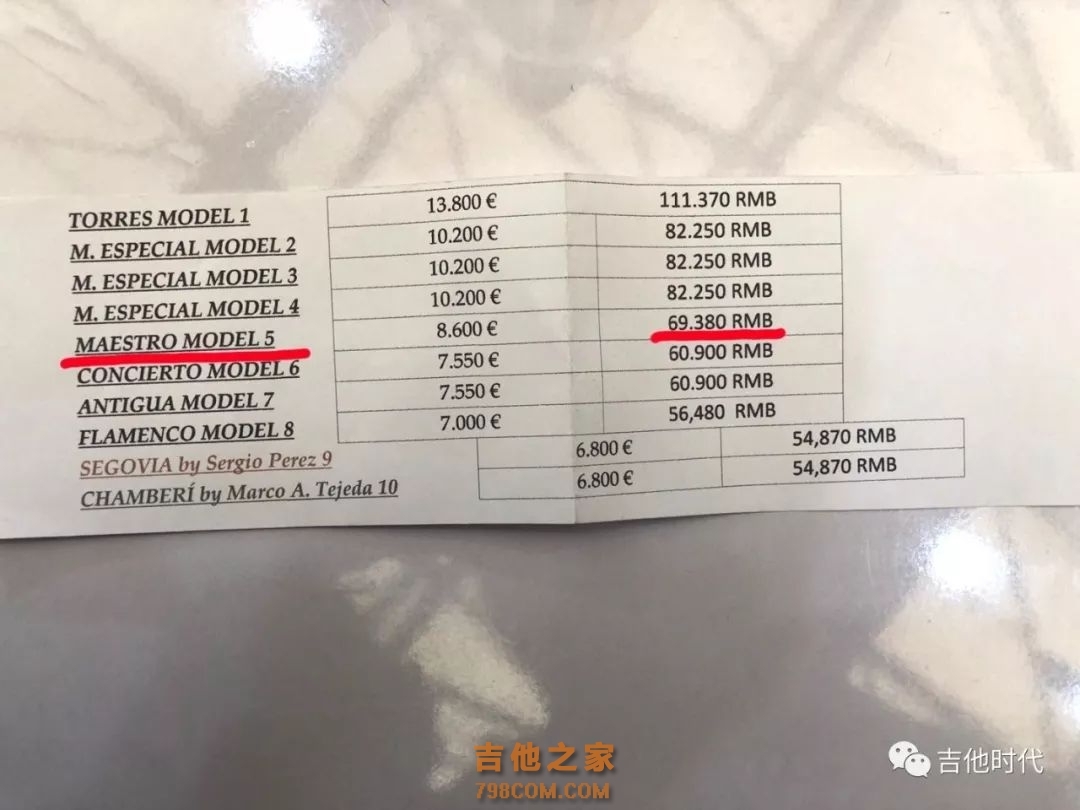 TORRES MODEL 1 13.800 € 111.370 RMB
M. ESPECIAL MODEL 2 10.200 € 82.250 RMB
M. ESPECIAL MODEL 3 10.200 € 82.250 RMB
M. ESPECIAL MODEL 4 10.200 € 82.250 RMB
MAESTRO MODEL 5 8.600 € 69.380 RMB
CONCIERTO MODEL 6 7.550 € 60.900 RMB
ANTIGUA MODEL 7 7.550 € 60.900 RMB
FLAMENCO MODEL 8 7.000 € 56,480 RMB
SEGOVIA by Sergio Perez 9 6.800 € 54,870 RMB
CHAMBERÍ by Marco A. Tejeda 10 6.800 € 54,870 RMB
吉他之家
798COM.COM
吉他时代